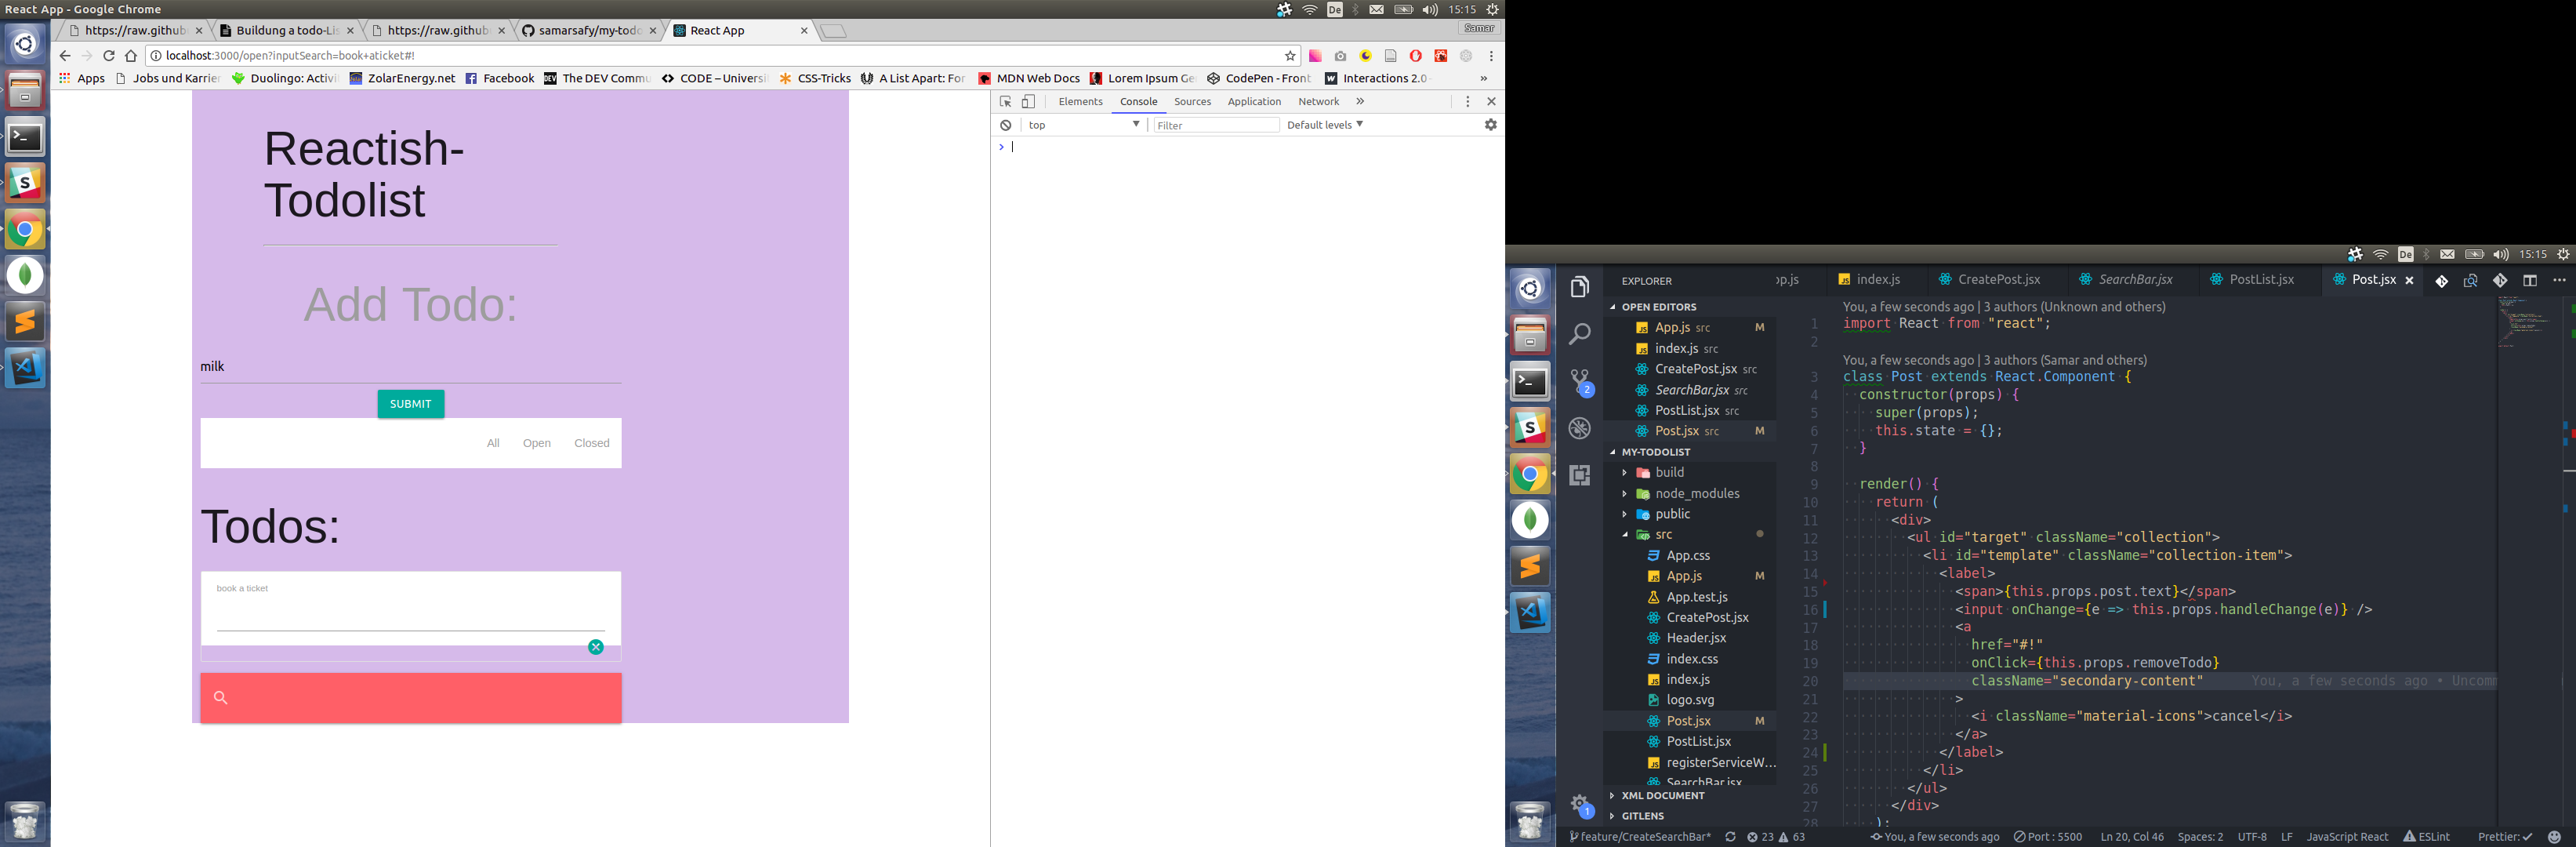 React App - Google Chrome
De
15:15
https://raw.github
Buildung a todo-Lis
https://raw.github
samarsafy/my-todo
React App
Samar
localhost:3000/open?inputSearch=book+aticket#!
Apps
Jobs und Karrier
Duolingo: Activi
ZolarEnergy.net
Facebook
The DEV Commu
CODE – Universi
CSS-Tricks
A List Apart: For
MDN Web Docs
Lorem Ipsum Ge
CodePen - Front
Interactions 2.0
»
Reactish-
Todolist
Add Todo:
milk
SUBMIT
All Open Closed
Todos:
book a ticket
Elements Console Sources Application Network »
top
Filter
Default levels ▼
>
De
15:15
EXPLORER
OPEN EDITORS
App.js src M
index.js src
CreatePost.jsx src
SearchBar.jsx src
PostList.jsx src
Post.jsx src M
MY-TODOLIST
build
node_modules
public
src
App.css
App.js M
App.test.js
CreatePost.jsx
Header.jsx
index.css
index.js
logo.svg
Post.jsx M
PostList.jsx
registerServiceW...
SearchBar.jsx
XML DOCUMENT
GITLENS
2
1
pp.js
index.js
CreatePost.jsx
SearchBar.jsx
PostList.jsx
Post.jsx
You, a few seconds ago | 3 authors (Unknown and others)
1 import React from "react";
2
You, a few seconds ago | 3 authors (Samar and others)
3 class Post extends React.Component {
4 constructor(props) {
5 super(props);
6 this.state = {};
7 }
8
9 render() {
10 return (
11 <div>
12 <ul id="target" className="collection">
13 <li id="template" className="collection-item">
14 <label>
15 <span>{this.props.post.text}</span>
16 <input onChange={e => this.props.handleChange(e)} />
17 <a
18 href="#!"
19 onClick={this.props.removeTodo}
20 className="secondary-content" You, a few seconds ago • Uncomm
21 >
22 <i className="material-icons">cancel</i>
23 </a>
24 </label>
25 </li>
26 </ul>
27 </div>
28 );
feature/CreateSearchBar* 23 63 You, a few seconds ago Port : 5500 Ln 20, Col 46 Spaces: 2 UTF-8 LF JavaScript React ESLint Prettier: ✓